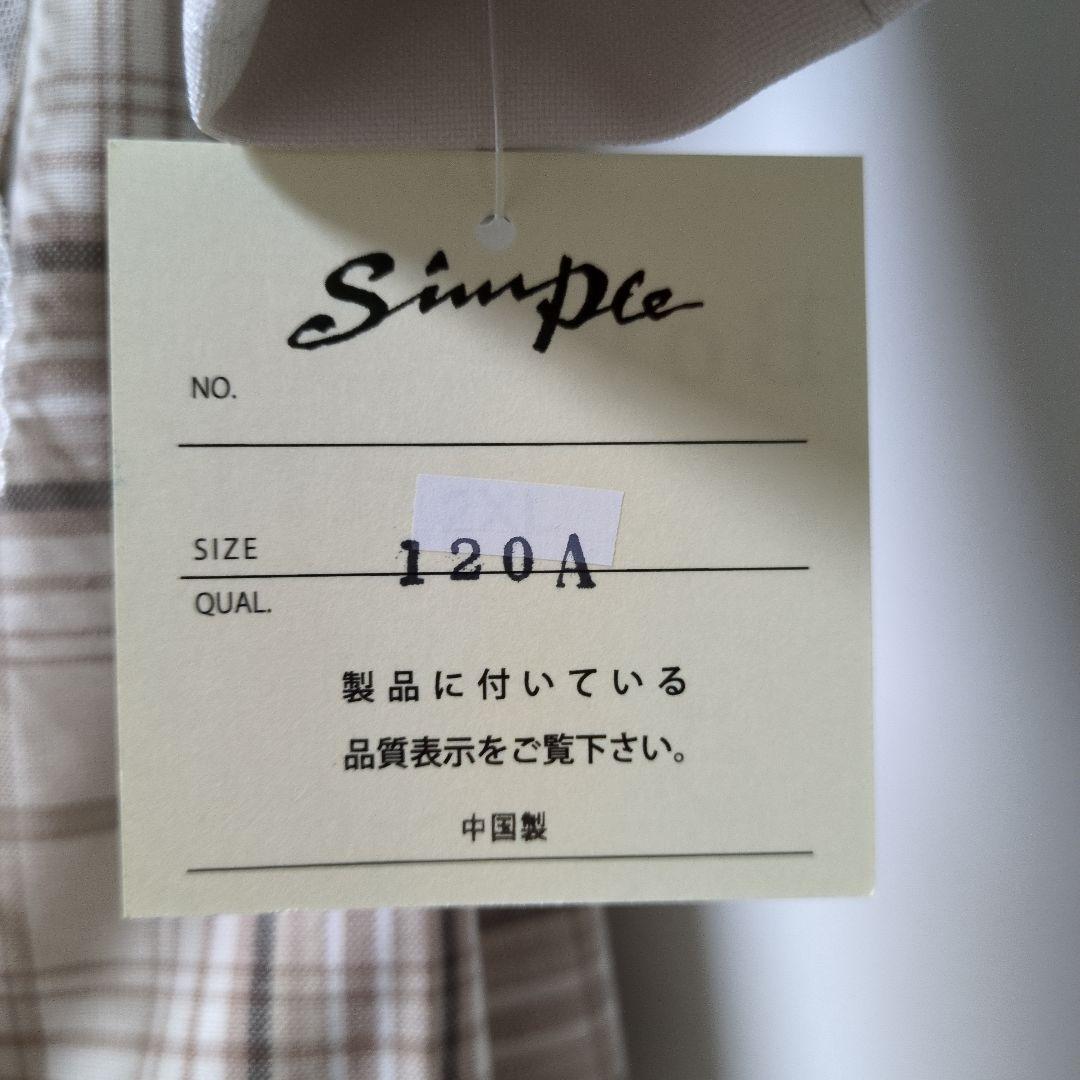 Simple
NO.
SIZE 120A
QUAL.
製品に付いている
品質表示をご覧下さい。
中国製